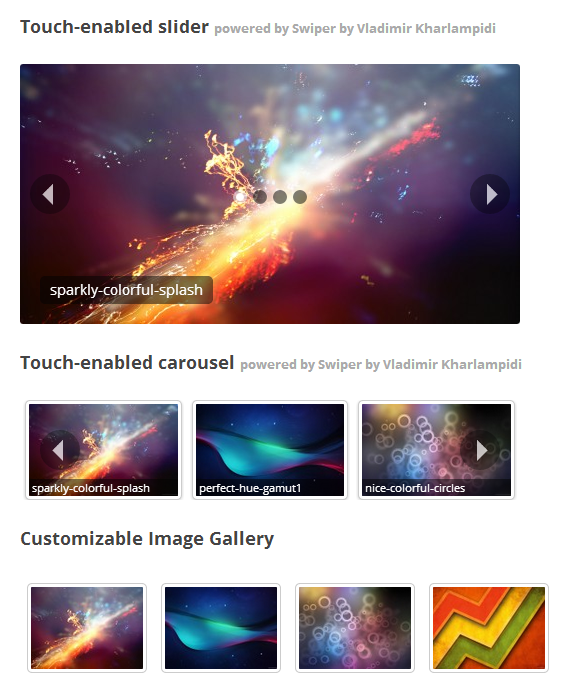 Touch-enabled slider powered by Swiper by Vladimir Kharlampidi
sparkly-colorful-splash
Touch-enabled carousel powered by Swiper by Vladimir Kharlampidi
sparkly-colorful-splash
perfect-hue-gamut1
nice-colorful-circles
Customizable Image Gallery